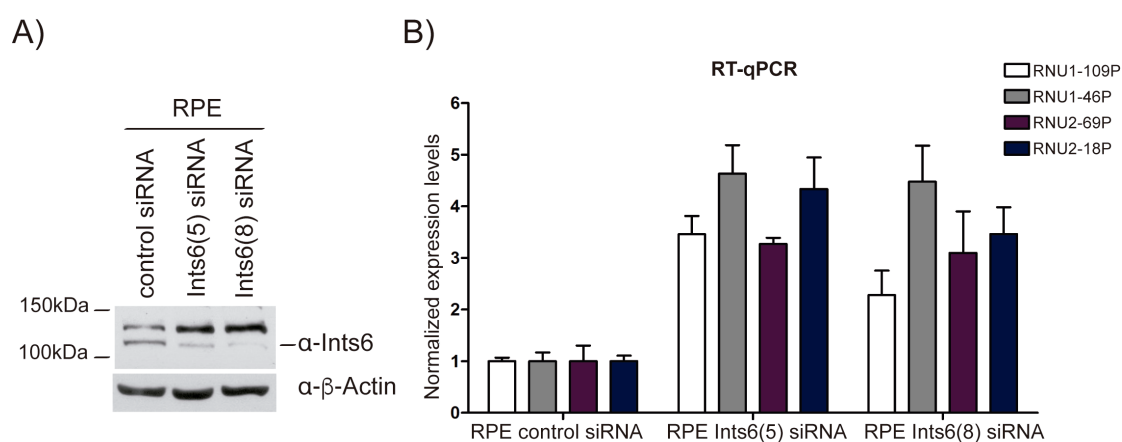 A)
RPE
control siRNA
Ints6(5) siRNA
Ints6(8) siRNA
150kDa
100kDa
α-Ints6
α-β-Actin
B)
RT-qPCR
RNU1-109P
RNU1-46P
RNU2-69P
RNU2-18P
Normalized expression levels
6
5
4
3
2
1
0
RPE control siRNA
RPE Ints6(5) siRNA
RPE Ints6(8) siRNA